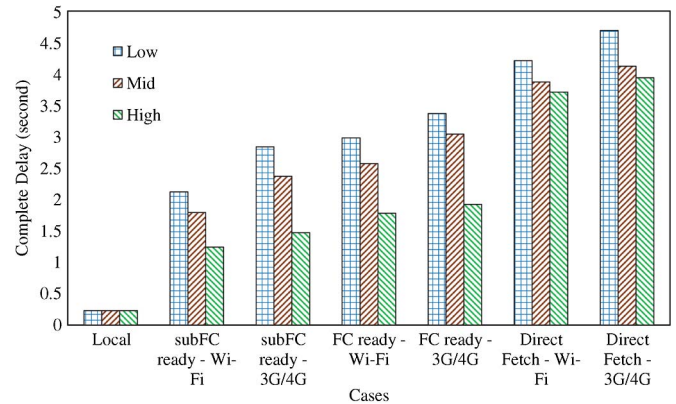 5
4.5
4
3.5
3
2.5
2
1.5
1
0.5
0
Complete Delay (second)
Low
Mid
High
Local
subFC
ready - Wi-
Fi
subFC
ready -
3G/4G
FC ready -
Wi-Fi
FC ready -
3G/4G
Direct
Fetch - Wi-
Fi
Direct
Fetch -
3G/4G
Cases